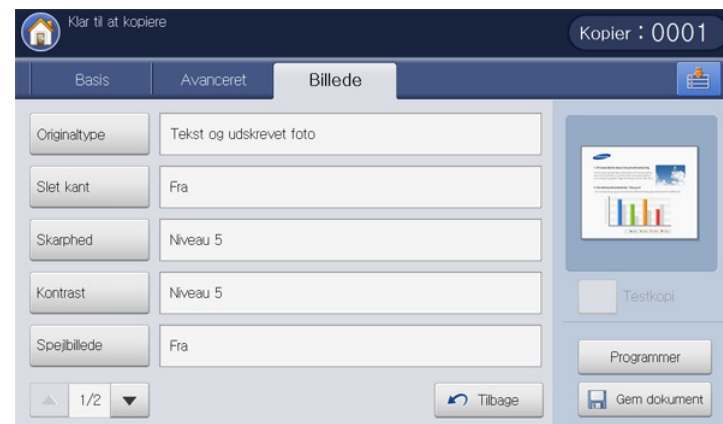 Klar til at kopiere
Kopier : 0001
Basis
Avanceret
Billede
Originaltype
Tekst og udskrevet foto
Slet kant
Fra
Skarphed
Niveau 5
Kontrast
Niveau 5
Spejlbillede
Fra
1/2
Tilbage
Testkopi
Programmer
Gem dokument